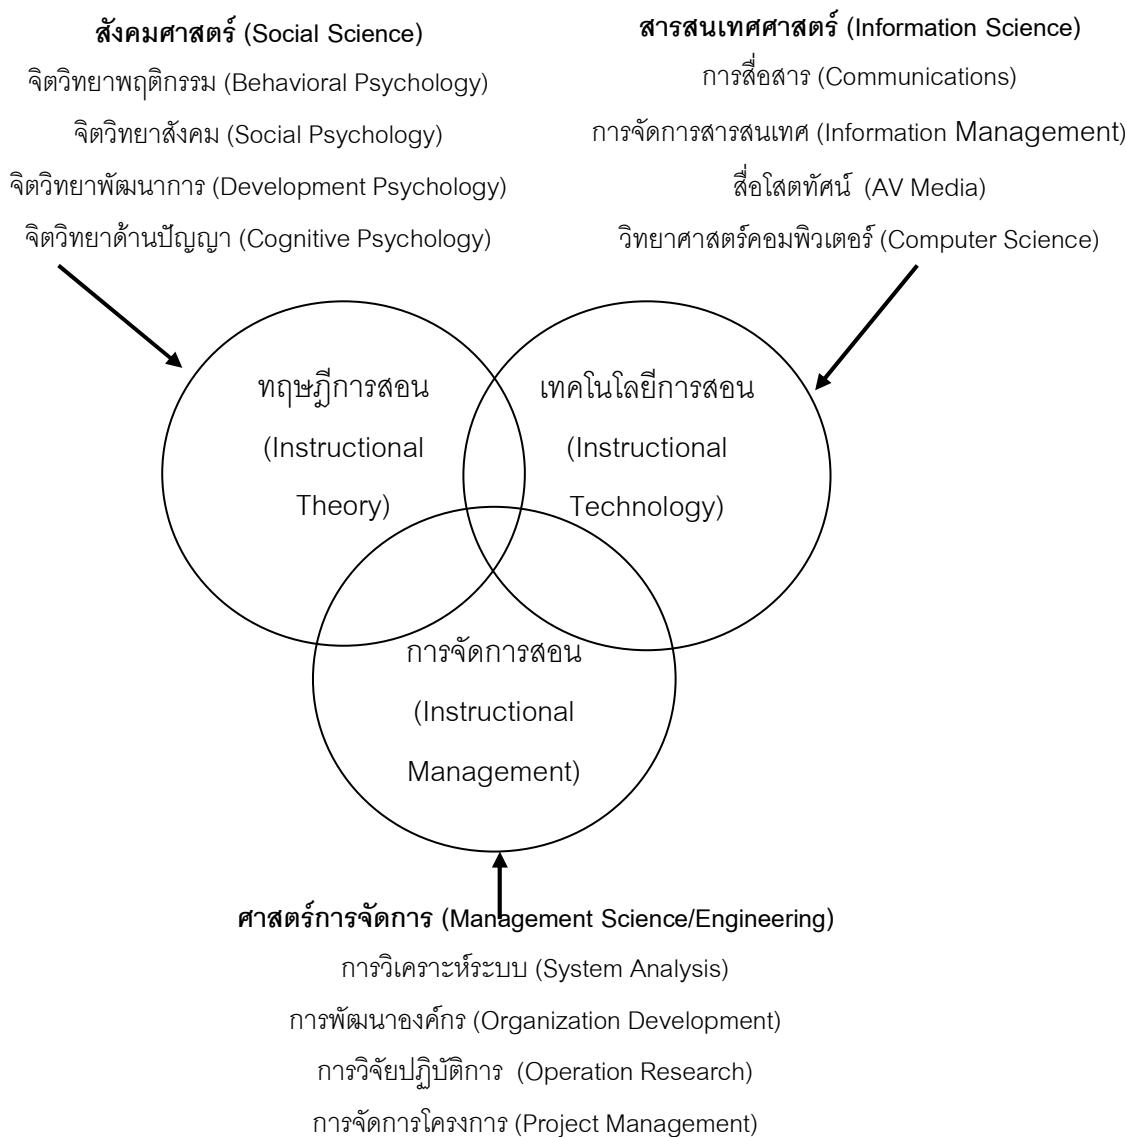 สังคมศาสตร์ (Social Science)
จิตวิทยาพฤติกรรม (Behavioral Psychology)
จิตวิทยาสังคม (Social Psychology)
จิตวิทยาพัฒนาการ (Development Psychology)
จิตวิทยาด้านปัญญา (Cognitive Psychology)
สารสนเทศศาสตร์ (Information Science)
การสื่อสาร (Communications)
การจัดการสารสนเทศ (Information Management)
สื่อโสตทัศน์ (AV Media)
วิทยาศาสตร์คอมพิวเตอร์ (Computer Science)
ทฤษฎีการสอน
(Instructional
Theory)
เทคโนโลยีการสอน
(Instructional
Technology)
การจัดการสอน
(Instructional
Management)
ศาสตร์การจัดการ (Management Science/Engineering)
การวิเคราะห์ระบบ (System Analysis)
การพัฒนาองค์กร (Organization Development)
การวิจัยปฏิบัติการ (Operation Research)
การจัดการโครงการ (Project Management)